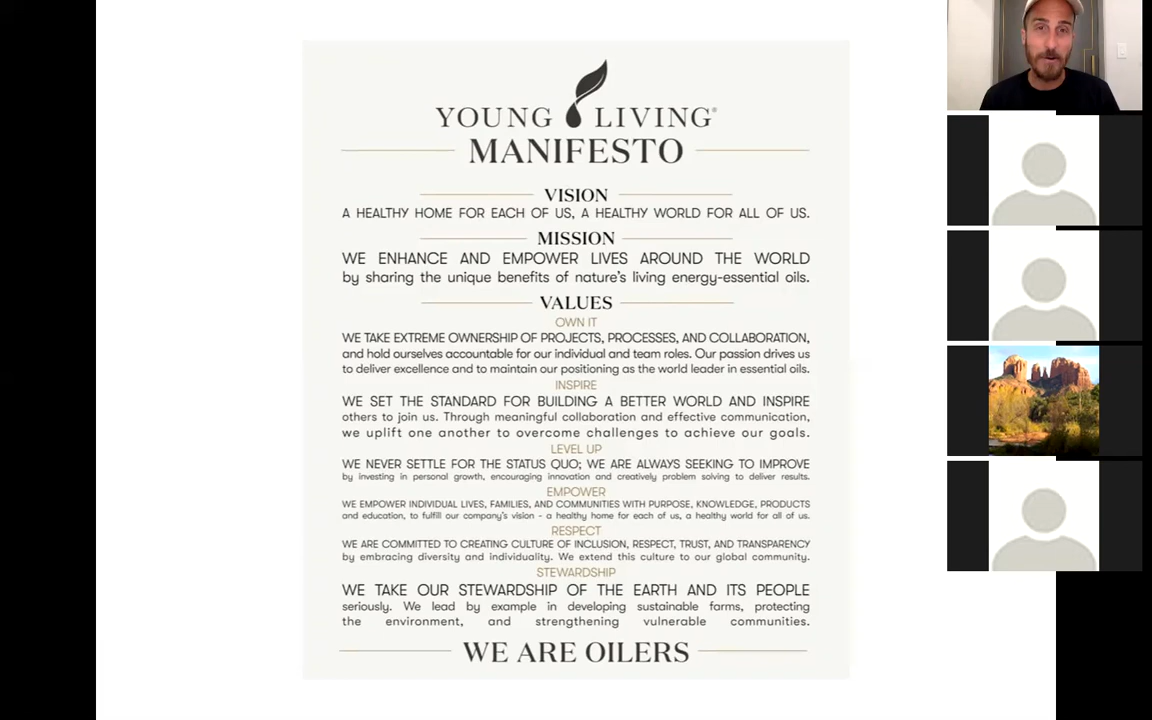 YOUNG LIVING®
MANIFESTO
VISION
A HEALTHY HOME FOR EACH OF US, A HEALTHY WORLD FOR ALL OF US.
MISSION
WE ENHANCE AND EMPOWER LIVES AROUND THE WORLD
by sharing the unique benefits of nature's living energy-essential oils.
VALUES
OWN IT
WE TAKE EXTREME OWNERSHIP OF PROJECTS, PROCESSES, AND COLLABORATION,
and hold ourselves accountable for our individual and team roles. Our passion drives us
to deliver excellence and to maintain our positioning as the world leader in essential oils.
INSPIRE
WE SET THE STANDARD FOR BUILDING A BETTER WORLD AND INSPIRE
others to join us. Through meaningful collaboration and effective communication,
we uplift one another to overcome challenges to achieve our goals.
LEVEL UP
WE NEVER SETTLE FOR THE STATUS QUO; WE ARE ALWAYS SEEKING TO IMPROVE
by investing in personal growth, encouraging innovation and creatively problem solving to deliver results.
EMPOWER
WE EMPOWER INDIVIDUAL LIVES, FAMILIES, AND COMMUNITIES WITH PURPOSE, KNOWLEDGE, PRODUCTS
and education, to fulfill our company's vision - a healthy home for each of us, a healthy world for all of us.
RESPECT
WE ARE COMMITTED TO CREATING CULTURE OF INCLUSION, RESPECT, TRUST, AND TRANSPARENCY
by embracing diversity and individuality. We extend this culture to our global community.
STEWARDSHIP
WE TAKE OUR STEWARDSHIP OF THE EARTH AND ITS PEOPLE
seriously. We lead by example in developing sustainable farms, protecting
the environment, and strengthening vulnerable communities.
WE ARE OILERS